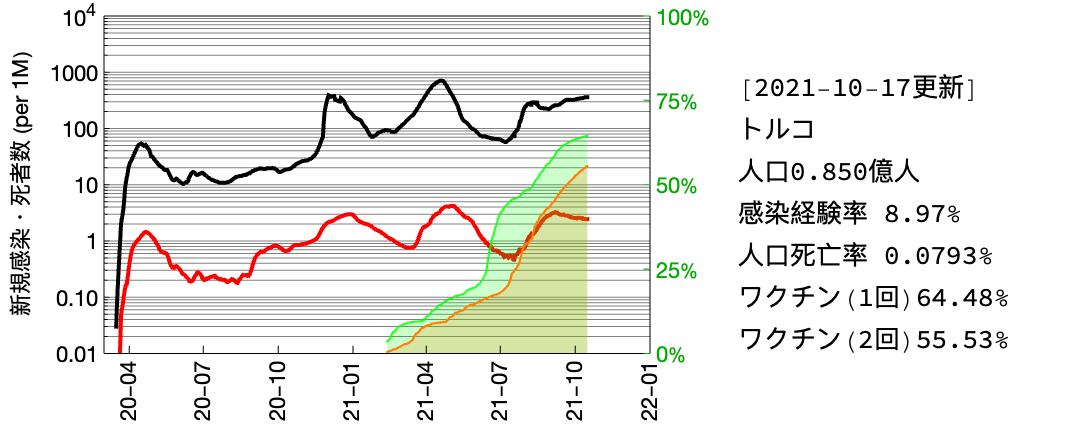 10⁴
1000
100
10
1
0.10
0.01
新規感染・死者数 (per 1M)
100%
75%
50%
25%
0%
20-04
20-07
20-10
21-01
21-04
21-07
21-10
22-01
[2021-10-17更新]
トルコ
人口0.850億人
感染経験率 8.97%
人口死亡率 0.0793%
ワクチン(1回)64.48%
ワクチン(2回)55.53%